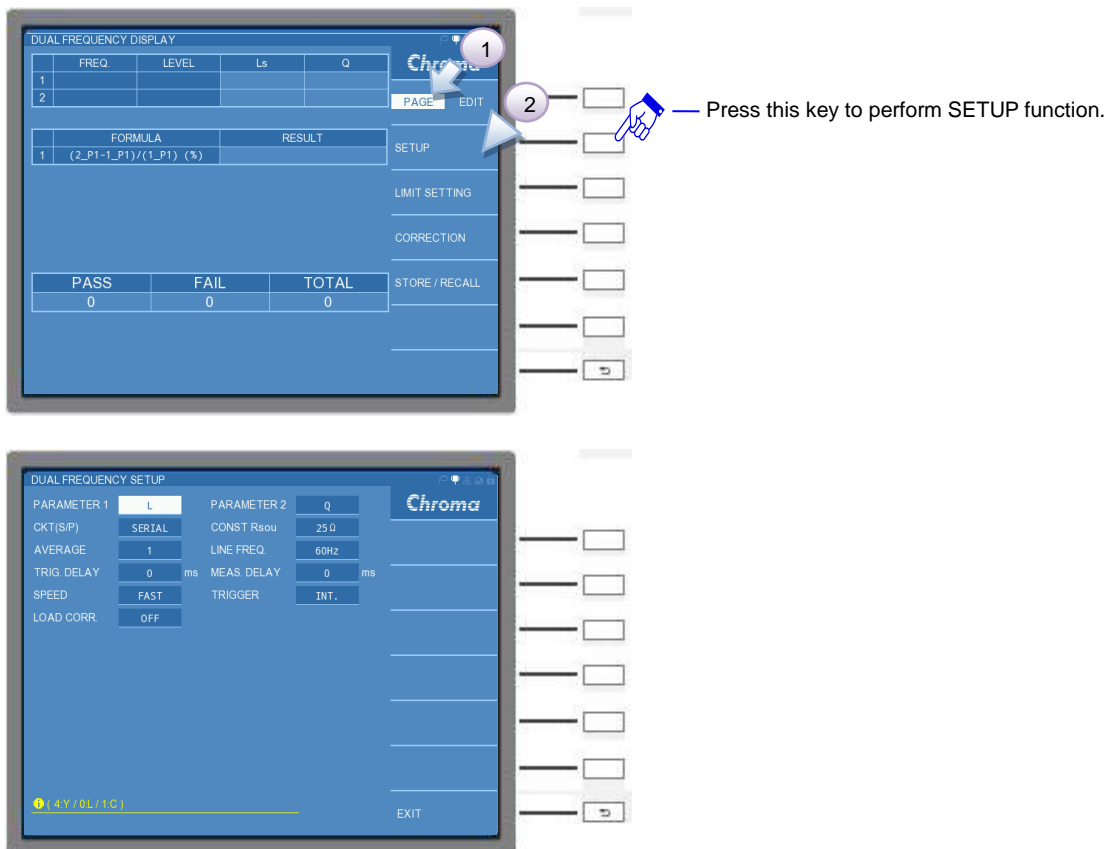 DUAL FREQUENCY DISPLAY
FREQ. LEVEL Ls Q
1
2
FORMULA RESULT
1 (2_P1-1_P1)/(1_P1) (%)
PASS FAIL TOTAL
0 0 0
Chroma
PAGE EDIT
SETUP
LIMIT SETTING
CORRECTION
STORE / RECALL
1
2
Press this key to perform SETUP function.
DUAL FREQUENCY SETUP
Chroma
PARAMETER 1 L PARAMETER 2 Q
CKT(S/P) SERIAL CONST Rsou 25Ω
AVERAGE 1 LINE FREQ. 60Hz
TRIG. DELAY 0 ms MEAS. DELAY 0 ms
SPEED FAST TRIGGER INT.
LOAD CORR. OFF
( 4:Y / 0:L / 1:C )
EXIT